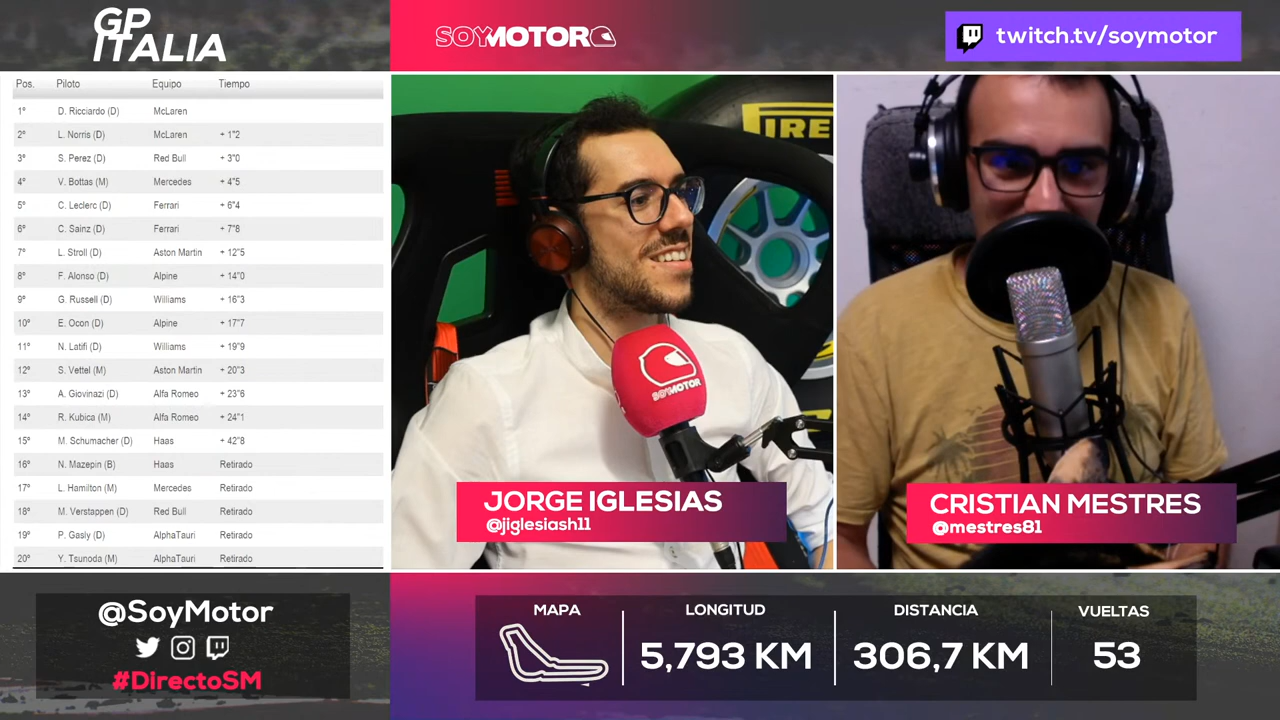 GP
ITALIA
SOYMOTOR
twitch.tv/soymotor
Pos. Piloto Equipo Tiempo
1º D. Ricciardo (D) McLaren
2º L. Norris (D) McLaren + 1"2
3º S. Perez (D) Red Bull + 3"0
4º V. Bottas (M) Mercedes + 4"5
5º C. Leclerc (D) Ferrari + 6"4
6º C. Sainz (D) Ferrari + 7"8
7º L. Stroll (D) Aston Martin + 12"5
8º F. Alonso (D) Alpine + 14"0
9º G. Russell (D) Williams + 16"3
10º E. Ocon (D) Alpine + 17"7
11º N. Latifi (D) Williams + 19"9
12º S. Vettel (M) Aston Martin + 20"3
13º A. Giovinazi (D) Alfa Romeo + 23"6
14º R. Kubica (M) Alfa Romeo + 24"1
15º M. Schumacher (D) Haas + 42"8
16º N. Mazepin (B) Haas Retirado
17º L. Hamilton (M) Mercedes Retirado
18º M. Verstappen (D) Red Bull Retirado
19º P. Gasly (D) AlphaTauri Retirado
20º Y. Tsunoda (M) AlphaTauri Retirado
IRE
SOYMOTOR
JORGE IGLESIAS
@jiglesiash11
CRISTIAN MESTRES
@mestres81
@SoyMotor
#DirectoSM
MAPA LONGITUD DISTANCIA VUELTAS
5,793 KM 306,7 KM 53